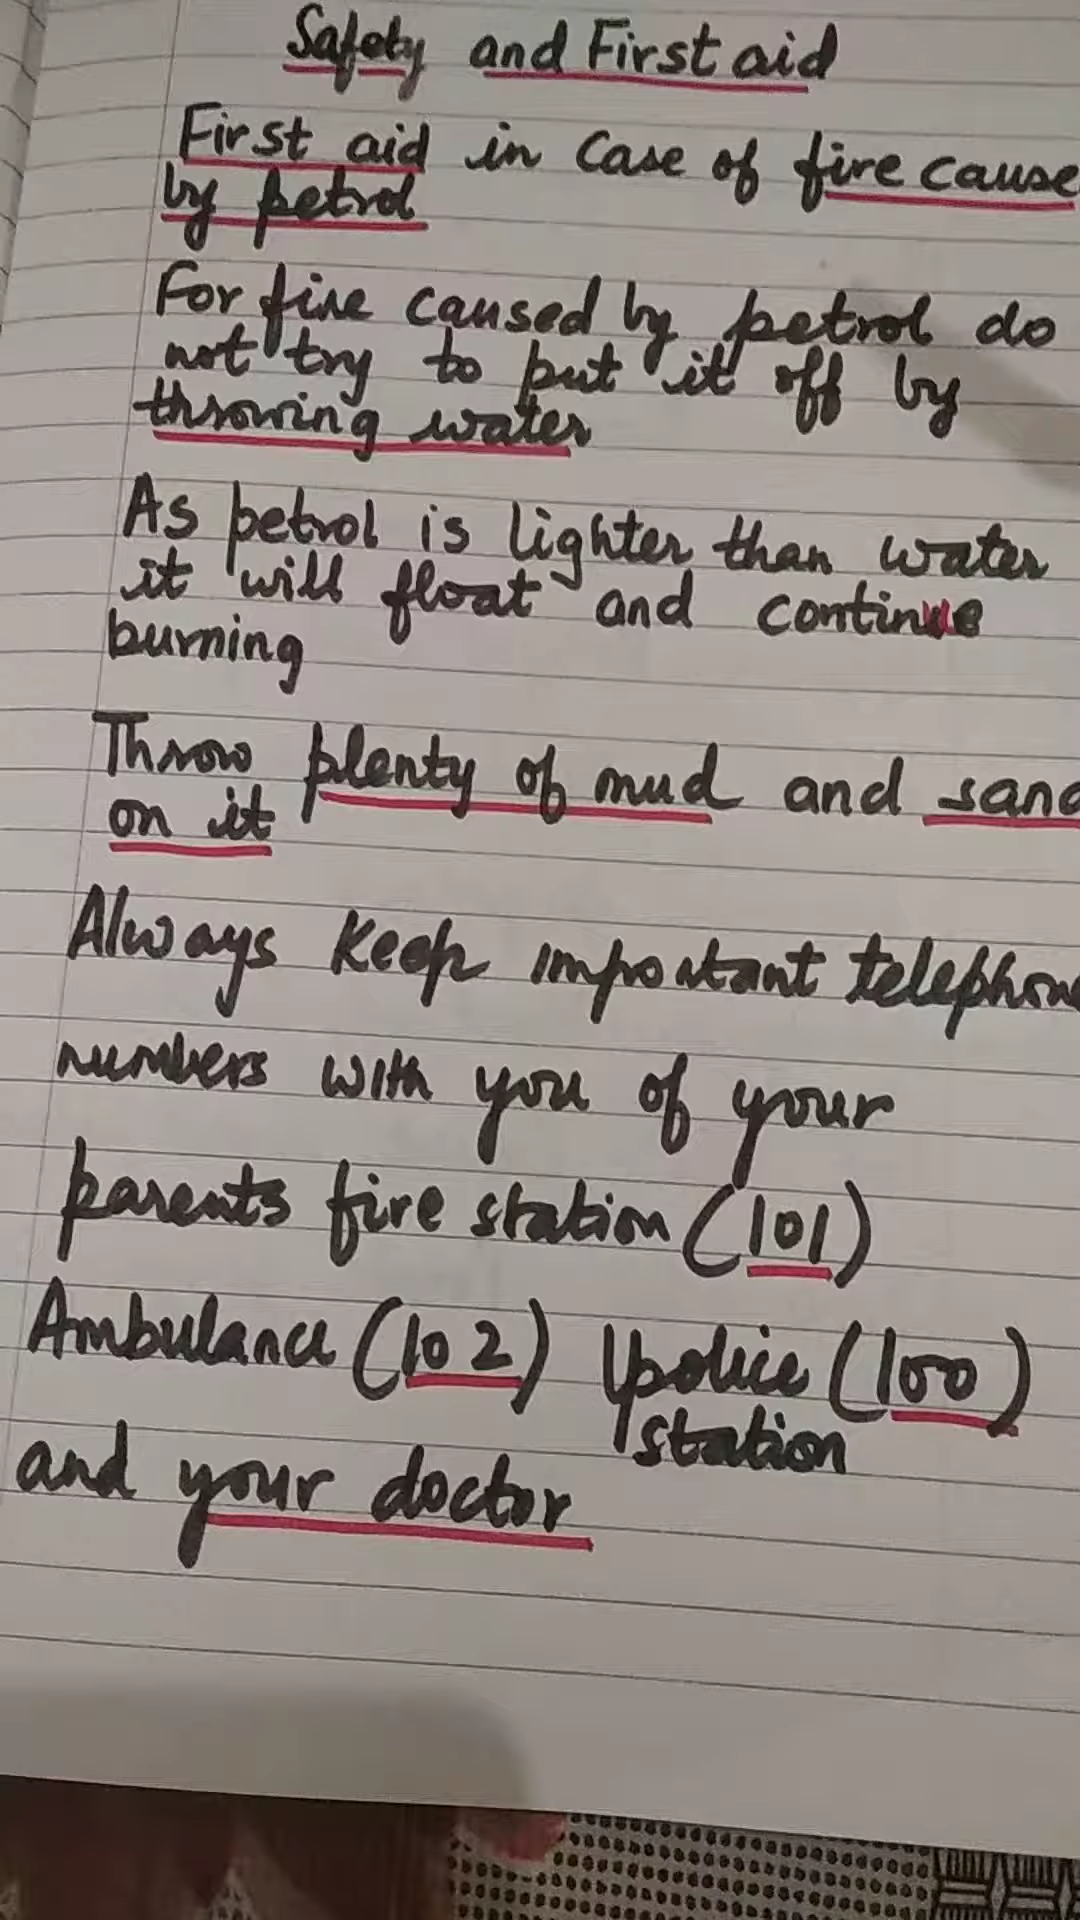 Safety and First aid
First aid in case of fire cause
by petrol
For fire caused by petrol do
not try to put it off by
throwing water
As petrol is lighter than water
it will float and continue
burning
Throw plenty of mud and sand
on it
Always keep important telephone
numbers with you of your
parents fire station (101)
Ambulance (102) police (100)
station
and your doctor